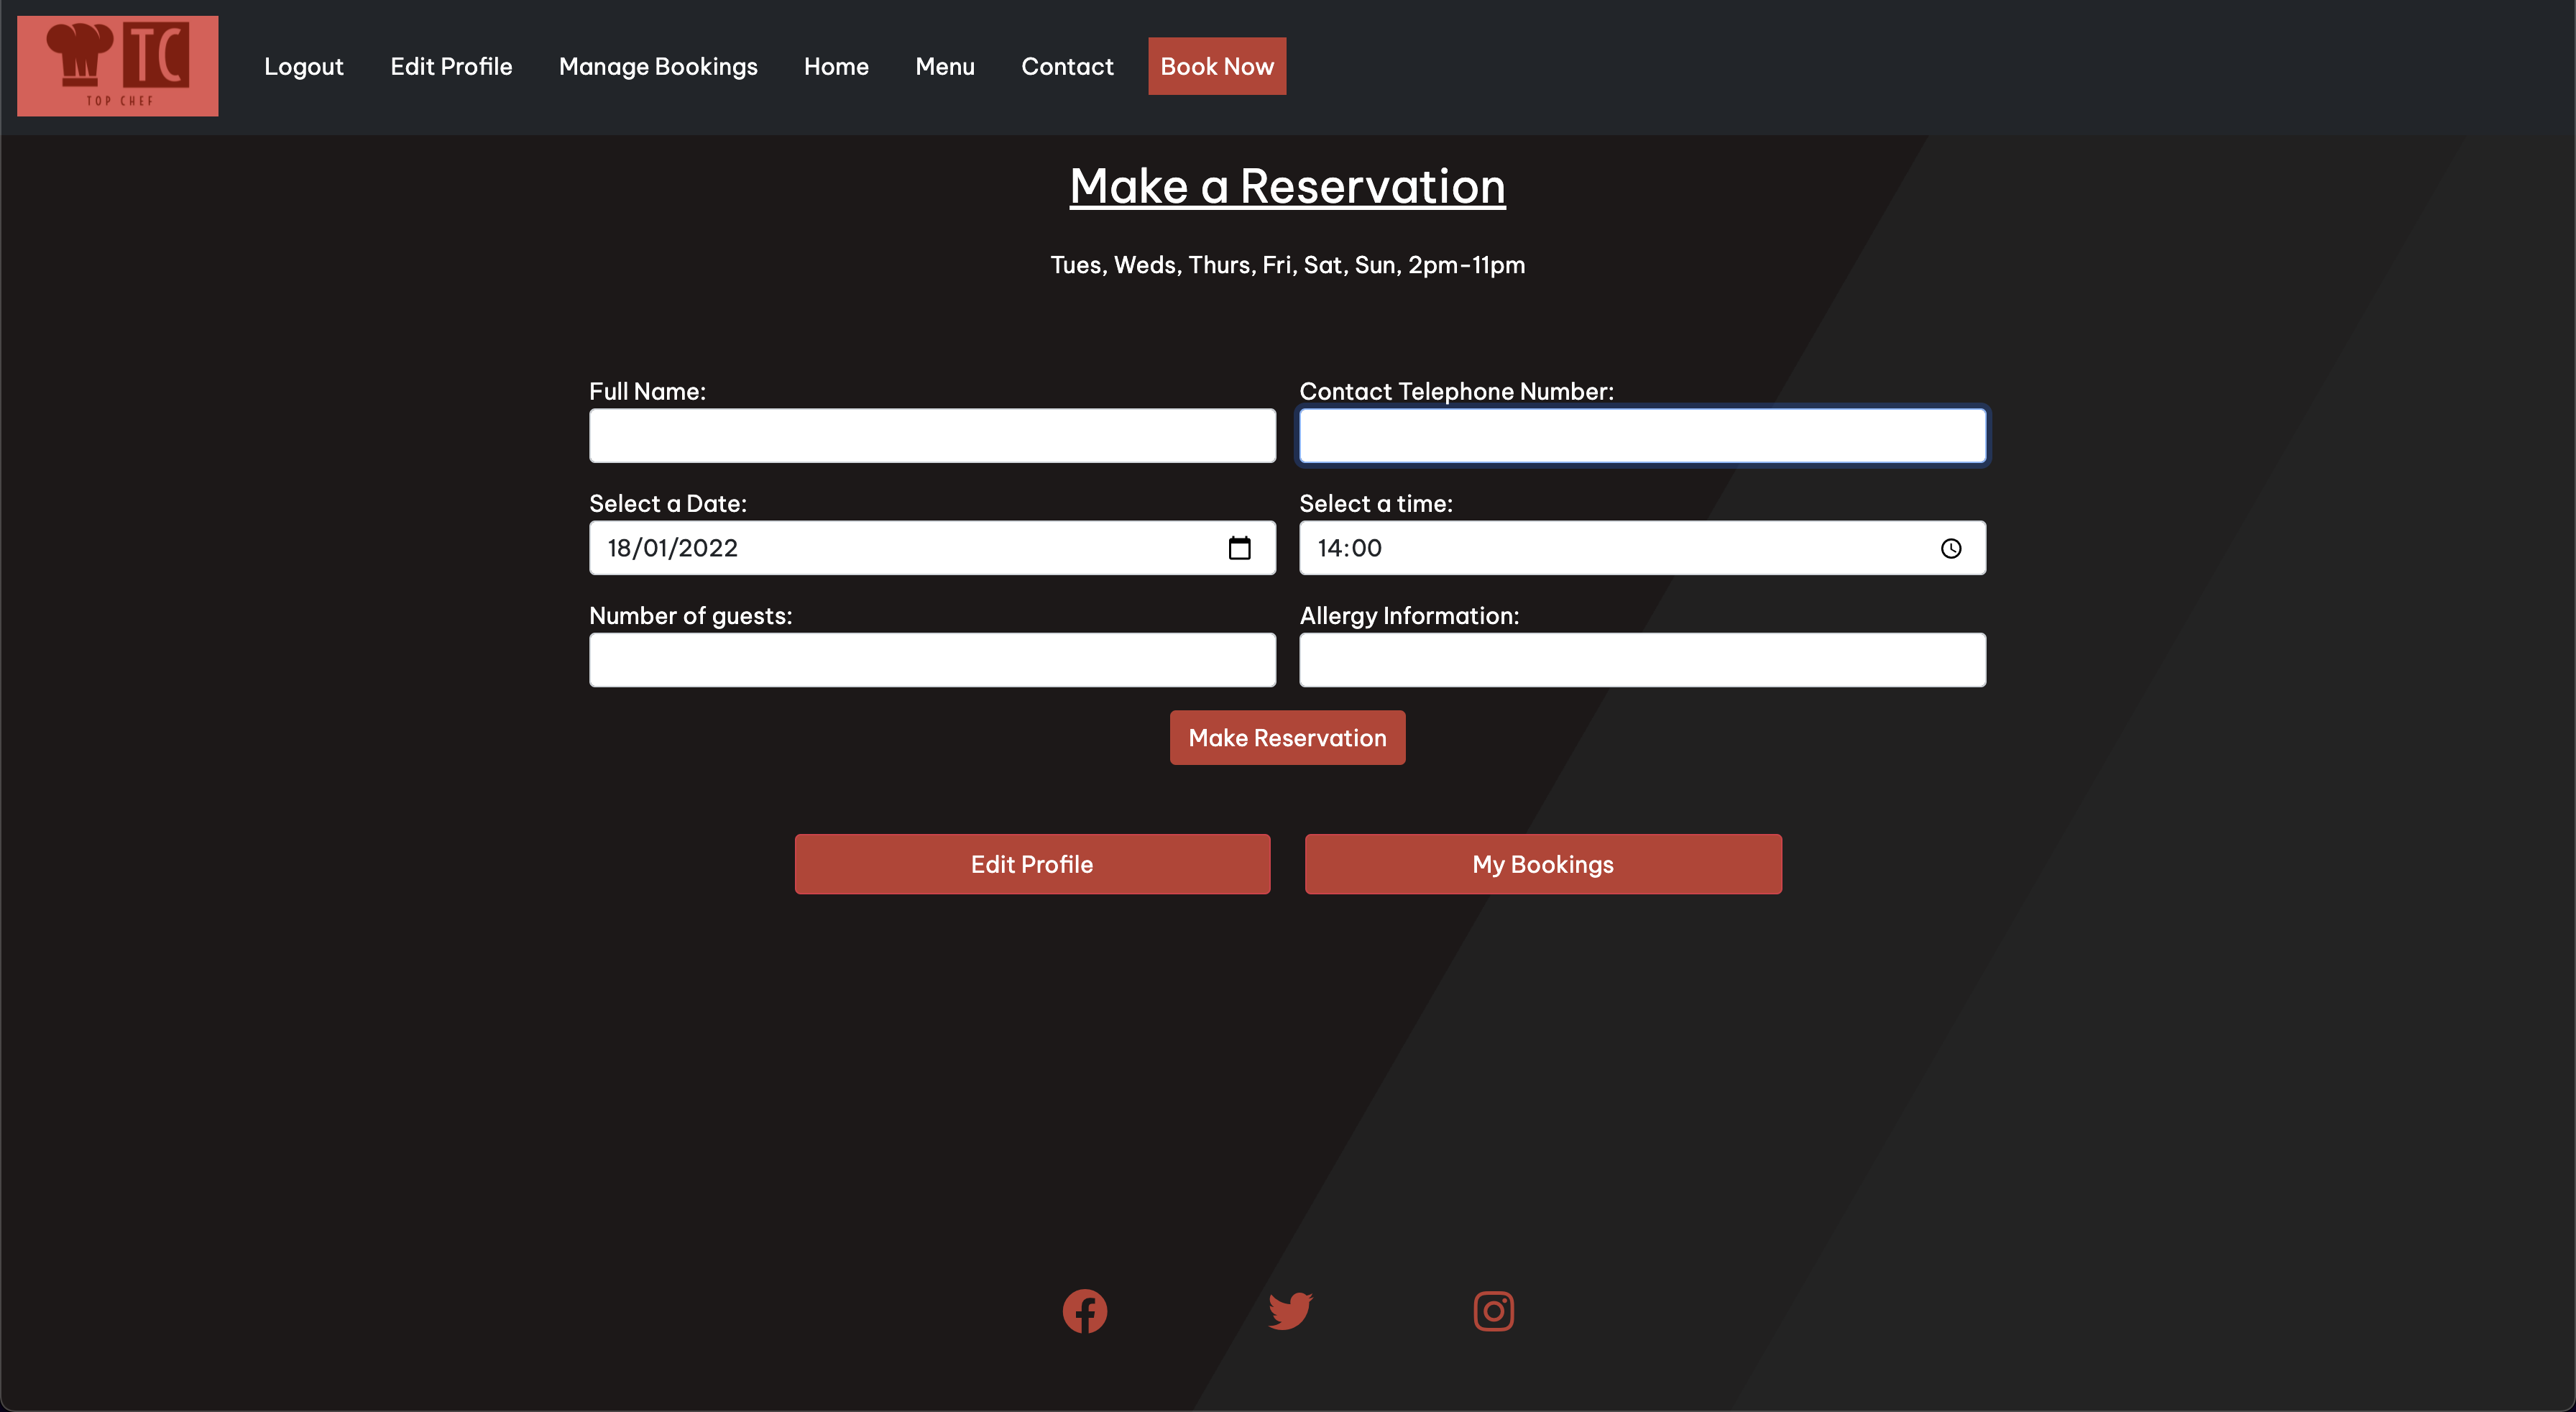 TC
TOP CHEF
Logout Edit Profile Manage Bookings Home Menu Contact Book Now
Make a Reservation
Tues, Weds, Thurs, Fri, Sat, Sun, 2pm-11pm
Full Name: Contact Telephone Number:
Select a Date: Select a time:
18/01/2022 14:00
Number of guests: Allergy Information:
Make Reservation
Edit Profile My Bookings